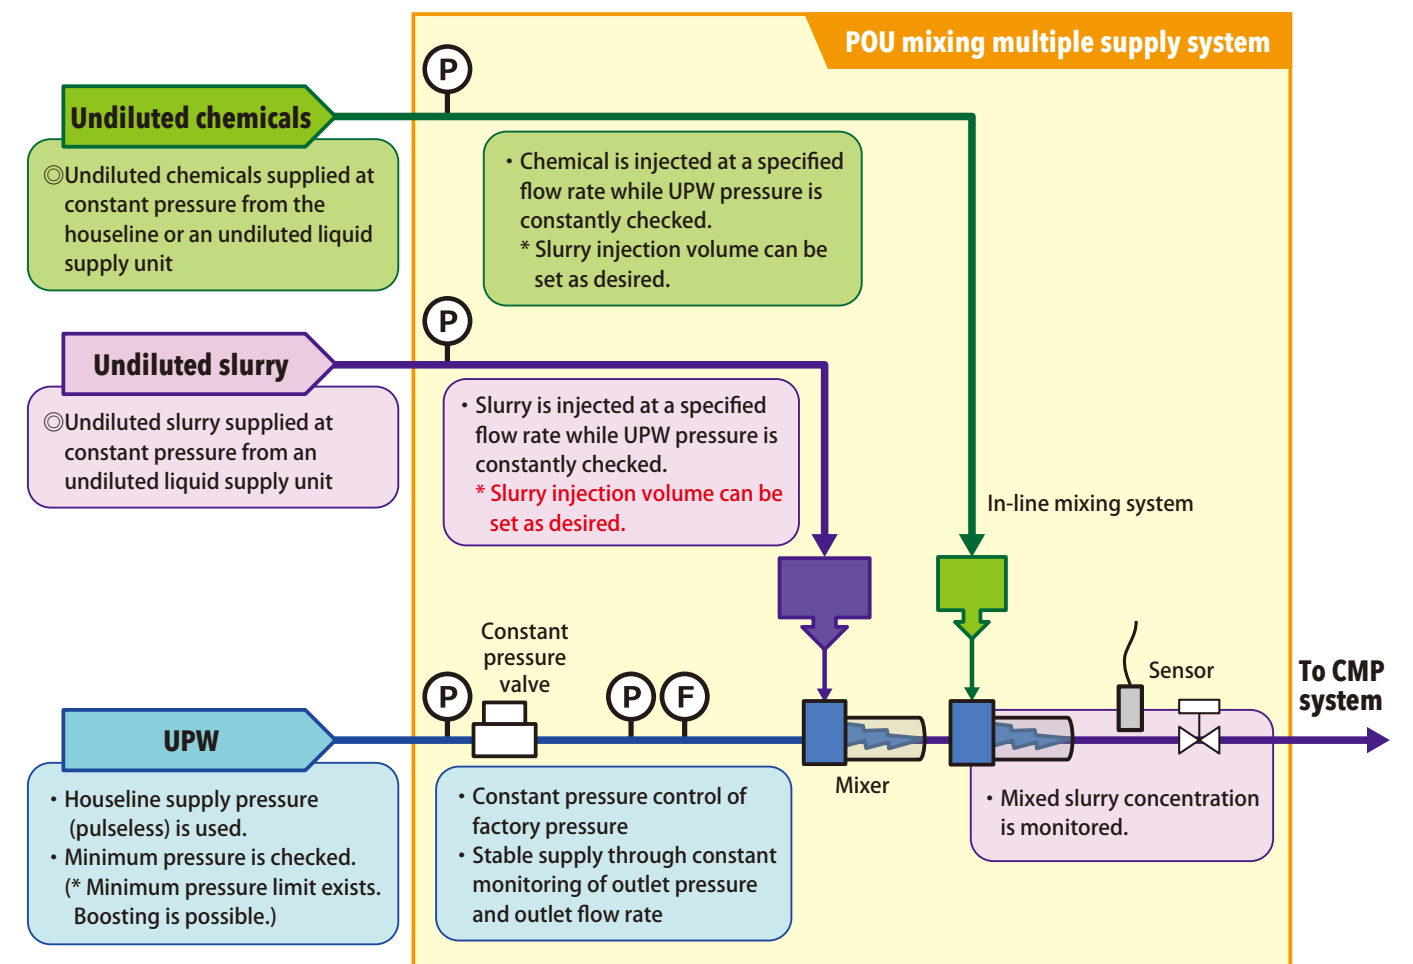 POU mixing multiple supply system
P
Undiluted chemicals
◎Undiluted chemicals supplied at
constant pressure from the
houseline or an undiluted liquid
supply unit
・Chemical is injected at a specified
flow rate while UPW pressure is
constantly checked.
* Slurry injection volume can be
set as desired.
P
Undiluted slurry
◎Undiluted slurry supplied at
constant pressure from an
undiluted liquid supply unit
・Slurry is injected at a specified
flow rate while UPW pressure is
constantly checked.
* Slurry injection volume can be
set as desired.
In-line mixing system
Constant
pressure
valve
P
P
F
Sensor
To CMP
system
UPW
Mixer
・Houseline supply pressure
(pulseless) is used.
・Minimum pressure is checked.
(* Minimum pressure limit exists.
Boosting is possible.)
・Constant pressure control of
factory pressure
・Stable supply through constant
monitoring of outlet pressure
and outlet flow rate
・Mixed slurry concentration
is monitored.